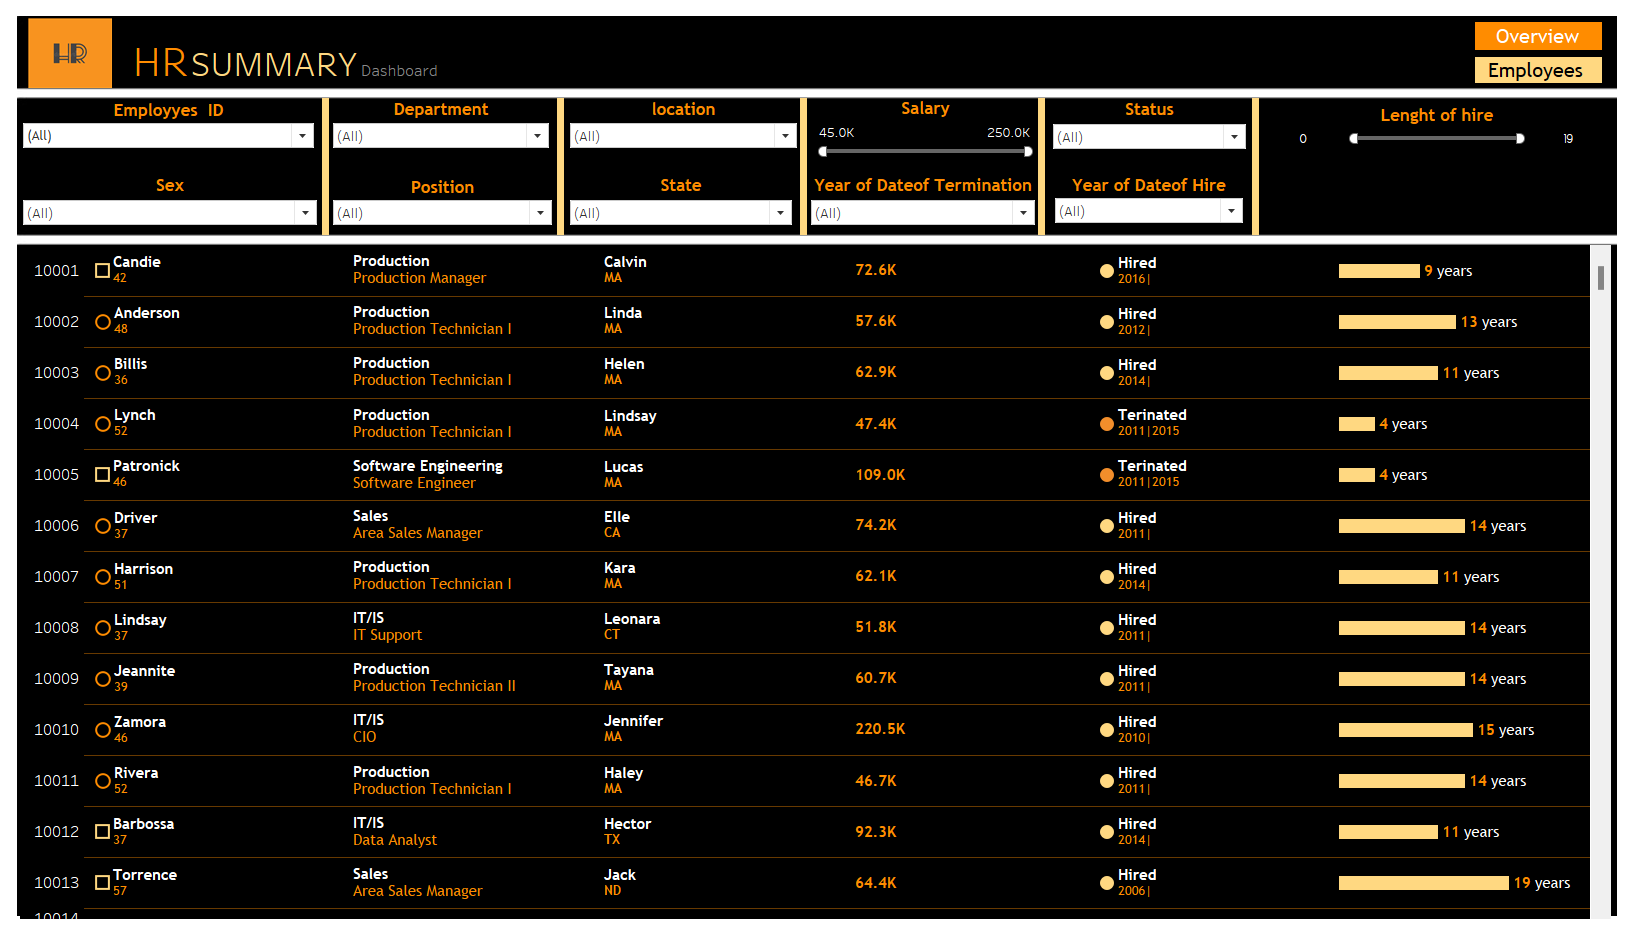 HR
HR SUMMARY Dashboard
Overview
Employees
Employyes ID
(All)
Department
(All)
location
(All)
Salary
45.0K 250.0K
Status
(All)
Lenght of hire
0 19
Sex
(All)
Position
(All)
State
(All)
Year of Dateof Termination
(All)
Year of Dateof Hire
(All)
10001 Candie Production Calvin 72.6K Hired 9 years
42 Production Manager MA 2016|
10002 Anderson Production Linda 57.6K Hired 13 years
48 Production Technician I MA 2012|
10003 Billis Production Helen 62.9K Hired 11 years
36 Production Technician I MA 2014|
10004 Lynch Production Lindsay 47.4K Terinated 4 years
52 Production Technician I MA 2011|2015
10005 Patronick Software Engineering Lucas 109.0K Terinated 4 years
46 Software Engineer MA 2011|2015
10006 Driver Sales Elle 74.2K Hired 14 years
37 Area Sales Manager CA 2011|
10007 Harrison Production Kara 62.1K Hired 11 years
51 Production Technician I MA 2014|
10008 Lindsay IT/IS Leonara 51.8K Hired 14 years
37 IT Support CT 2011|
10009 Jeannite Production Tayana 60.7K Hired 14 years
39 Production Technician II MA 2011|
10010 Zamora IT/IS Jennifer 220.5K Hired 15 years
46 CIO MA 2010|
10011 Rivera Production Haley 46.7K Hired 14 years
52 Production Technician I MA 2011|
10012 Barbossa IT/IS Hector 92.3K Hired 11 years
37 Data Analyst TX 2014|
10013 Torrence Sales Jack 64.4K Hired 19 years
57 Area Sales Manager ND 2006|
10014